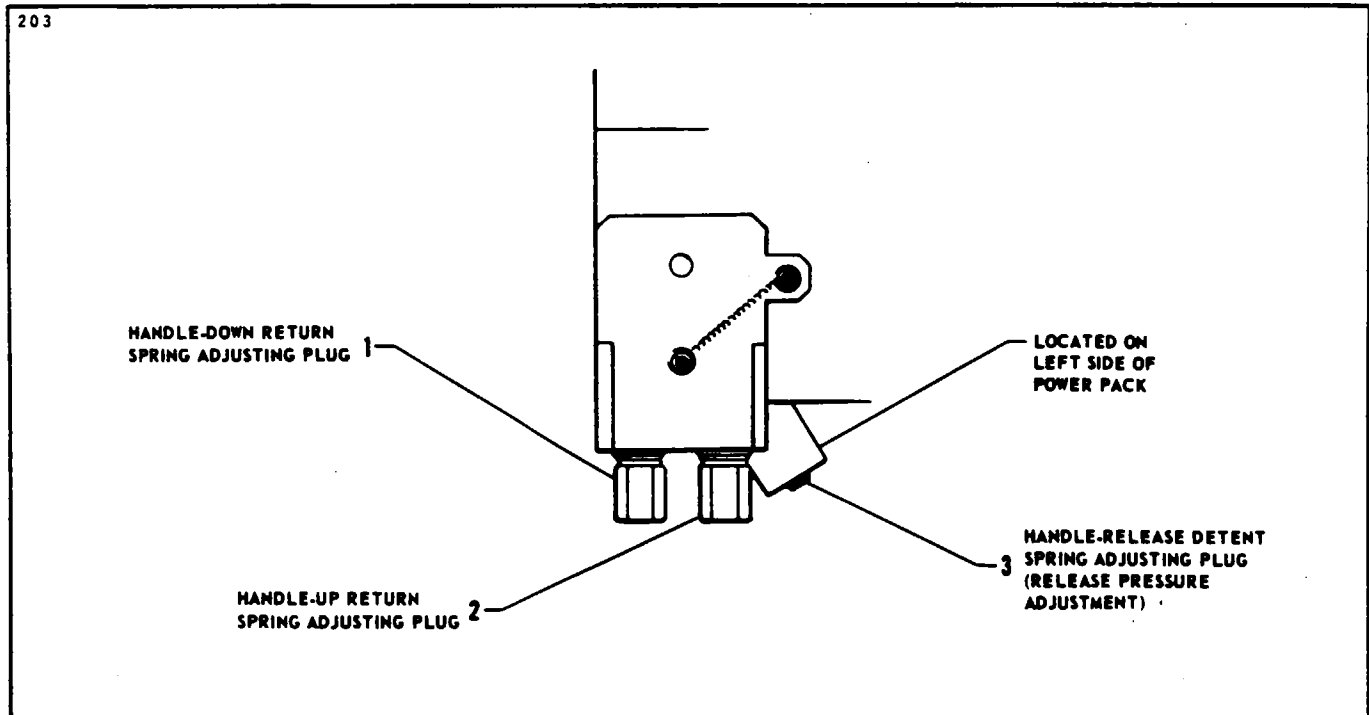 203
HANDLE-DOWN RETURN
SPRING ADJUSTING PLUG 1
LOCATED ON
LEFT SIDE OF
POWER PACK
HANDLE-UP RETURN
SPRING ADJUSTING PLUG 2
3 HANDLE-RELEASE DETENT
SPRING ADJUSTING PLUG
(RELEASE PRESSURE
ADJUSTMENT)